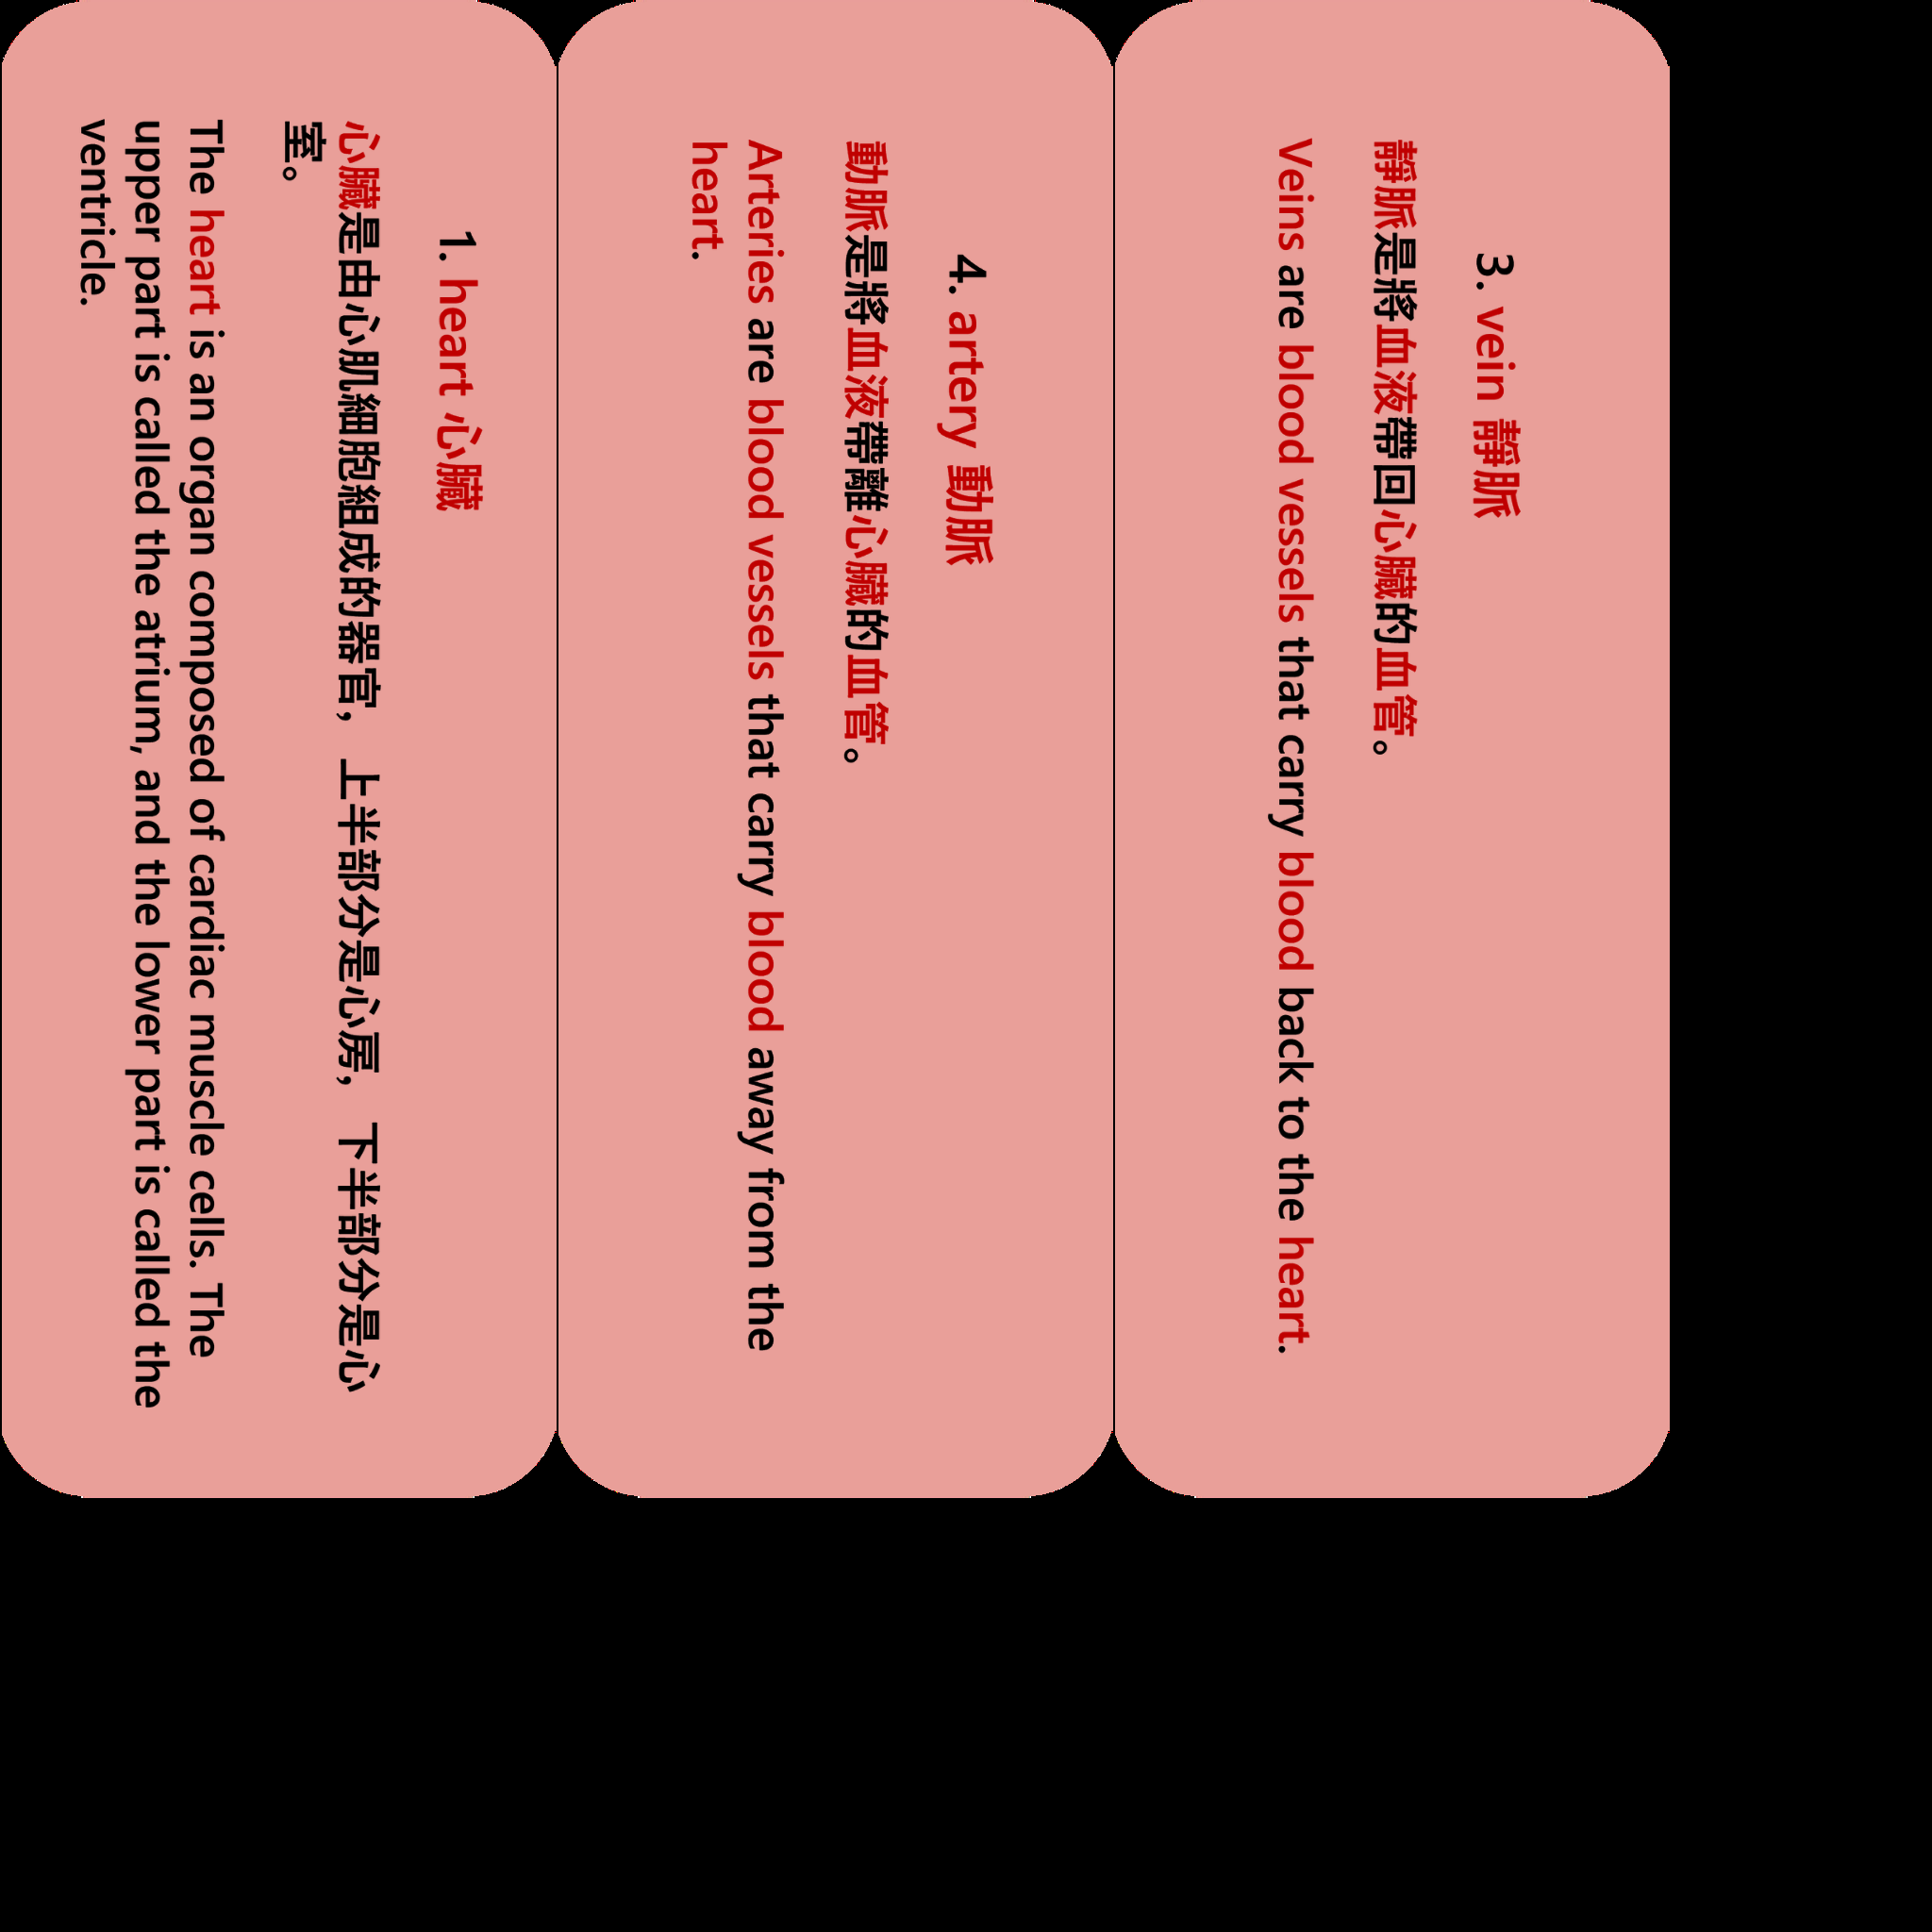 1. heart 心臟
心臟是由心肌細胞組成的器官， 上半部分是心房， 下半部分是心
室。
The heart is an organ composed of cardiac muscle cells. The
upper part is called the atrium, and the lower part is called the
ventricle.
4. artery 動脈
動脈是將血液帶離心臟的血管。
Arteries are blood vessels that carry blood away from the
heart.
3. vein 靜脈
靜脈是將血液帶回心臟的血管。
Veins are blood vessels that carry blood back to the heart.